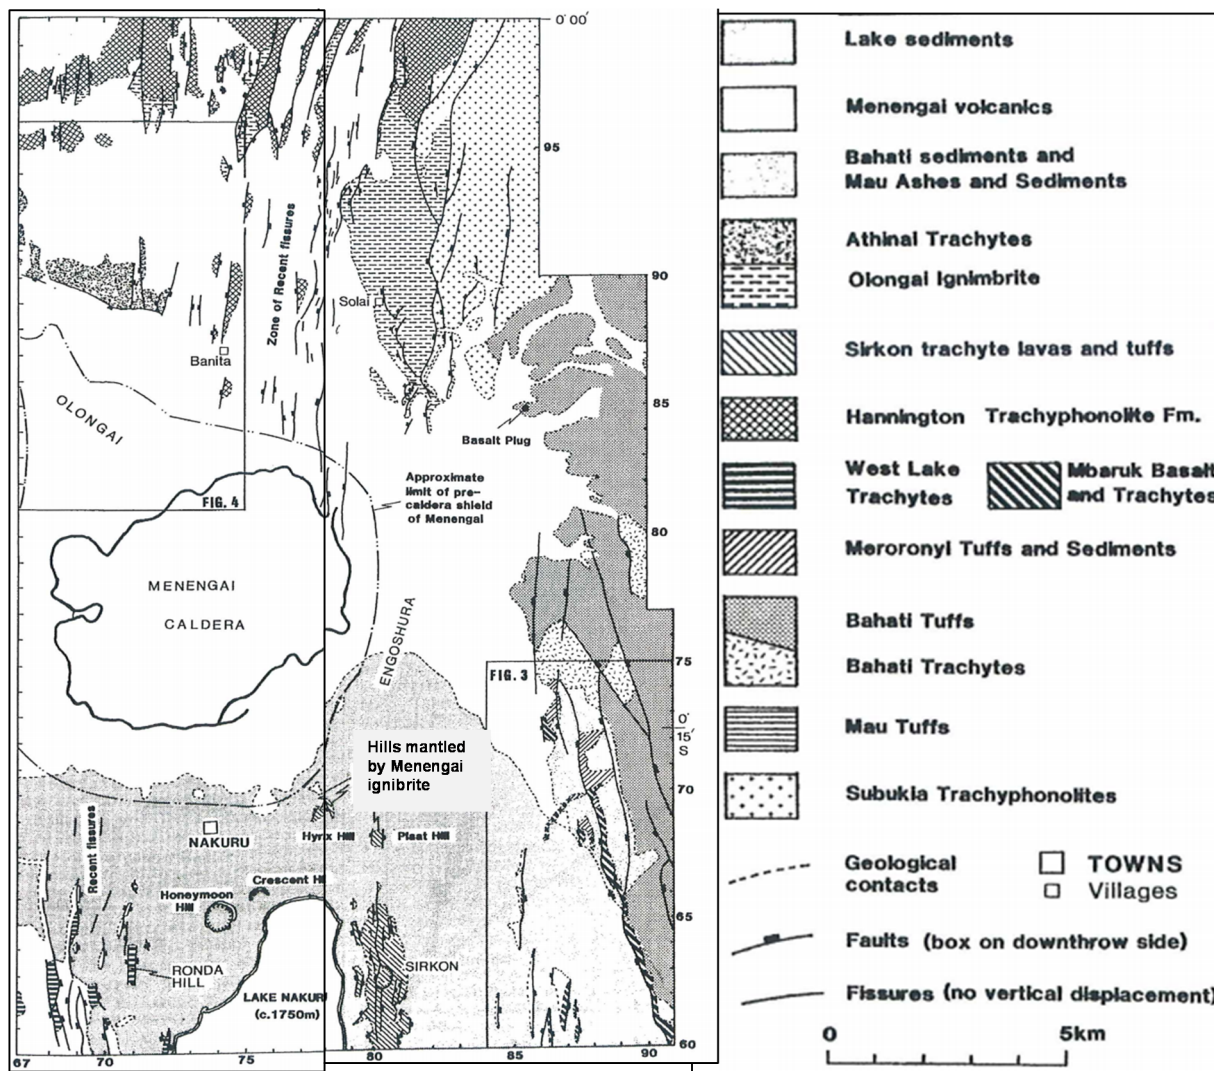 0°00'
95
90
Zone of Recent fissures
Solai
Banita
OLONGAI
85
Basalt Plug
Approximate
limit of pre-
caldera shield
of Menengai
FIG. 4
80
MENENGAI
CALDERA
ENGOSHURA
75
FIG. 3
0°
15'
S
Hills mantled
by Menengai
ignibrite
70
Hyrx Hill
Plaat Hill
NAKURU
Recent fissures
Crescent Hi
Honeymoon
Hill
65
SIRKON
RONDA
HILL
LAKE NAKURU
(c.1750m)
60
67
70
75
80
85
90
Lake sediments
Menengai volcanics
Bahati sediments and
Mau Ashes and Sediments
Athinai Trachytes
Olongai Ignimbrite
Sirkon trachyte lavas and tuffs
Hannington Trachyphonolite Fm.
West Lake
Trachytes
Mbaruk Basalt
and Trachytes
Meroronyi Tuffs and Sediments
Bahati Tuffs
Bahati Trachytes
Mau Tuffs
Subukia Trachyphonolites
Geological
contacts
TOWNS
Villages
Faults (box on downthrow side)
Fissures (no vertical displacement)
0
5km